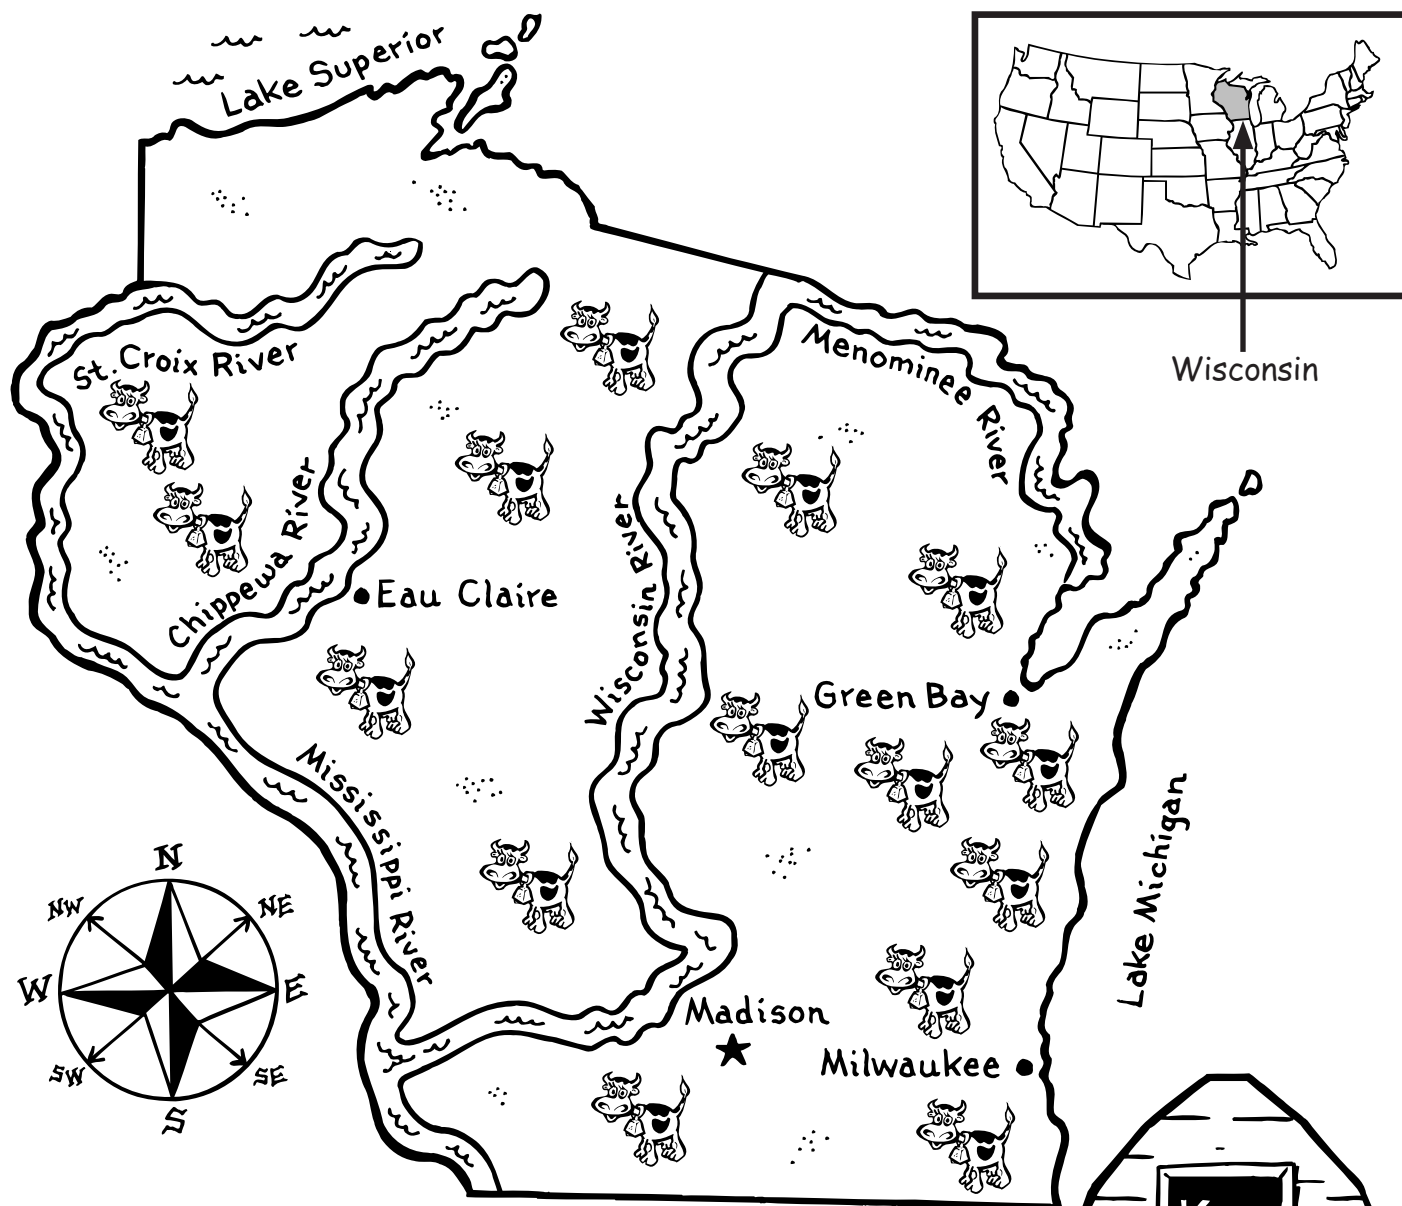 Lake Superior
Wisconsin
St. Croix River
Menominee River
Chippewa River
Wisconsin River
Eau Claire
Green Bay
Mississippi River
Lake Michigan
N
NW
NE
W
E
SW
SE
S
Madison
Milwaukee